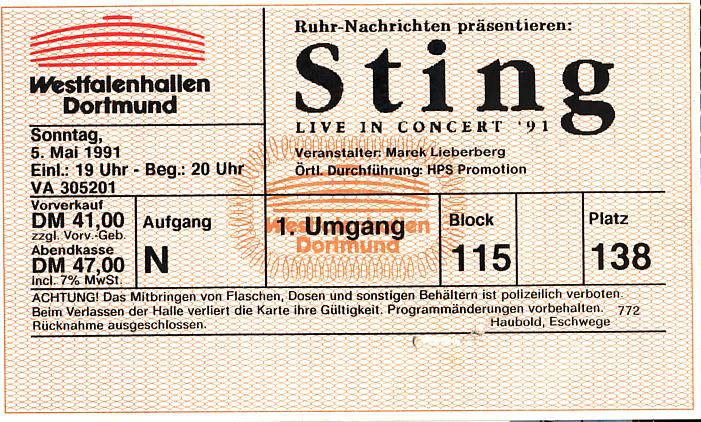 Westfalenhallen
Dortmund
Ruhr-Nachrichten präsentieren:
Sting
LIVE IN CONCERT '91
Veranstalter: Marek Lieberberg
Örtl. Durchführung: HPS Promotion
Sonntag,
5. Mai 1991
Einl.: 19 Uhr - Beg.: 20 Uhr
VA 305201
Vorverkauf
DM 41,00
zzgl. Vorv.-Geb.
Abendkasse
DM 47,00
Incl. 7% MwSt.
Aufgang
N
1. Umgang
Westfalenhallen
Dortmund
Block
115
Platz
138
ACHTUNG! Das Mitbringen von Flaschen, Dosen und sonstigen Behältern ist polizeilich verboten.
Beim Verlassen der Halle verliert die Karte ihre Gültigkeit. Programmänderungen vorbehalten. 772
Rücknahme ausgeschlossen. Haubold, Eschwege